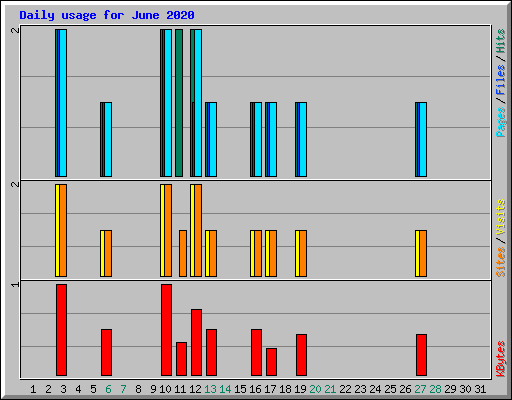 Daily usage for June 2020
2
2
1
Pages/Files/Hits
Sites/Visits
KBytes
1 2 3 4 5 6 7 8 9 10 11 12 13 14 15 16 17 18 19 20 21 22 23 24 25 26 27 28 29 30 31